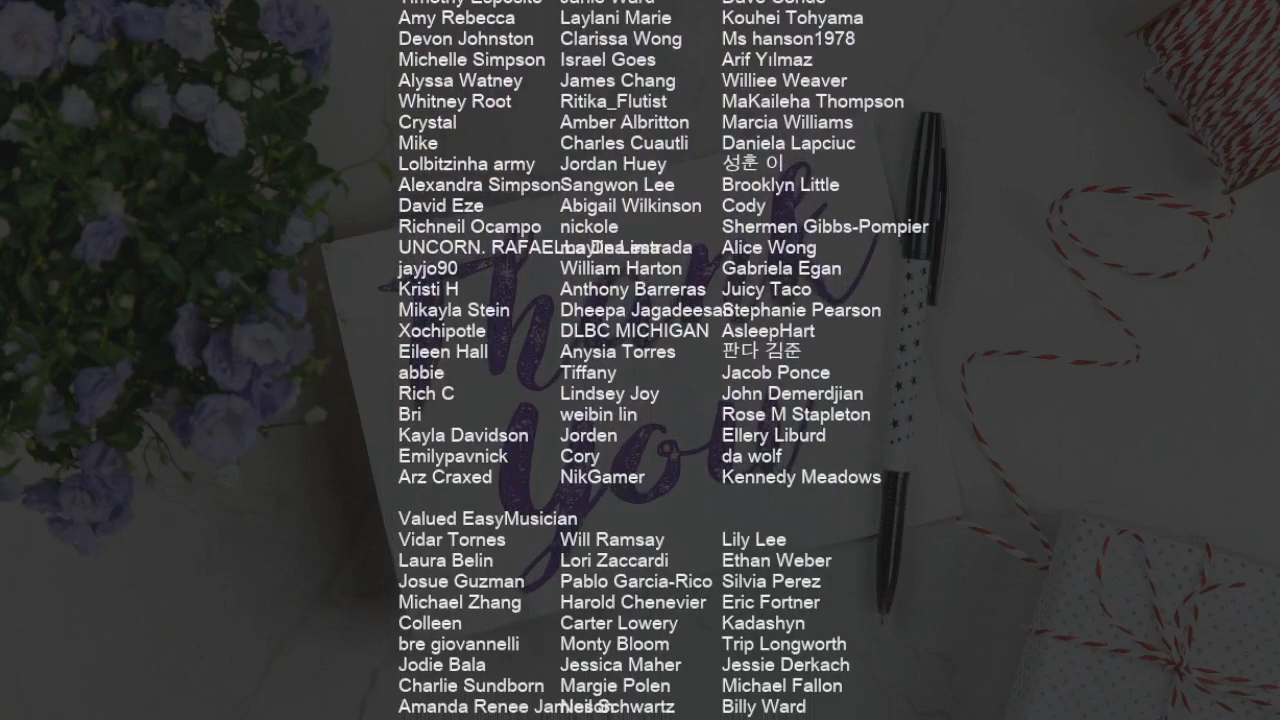 Amy Rebecca Laylani Marie Kouhei Tohyama
Devon Johnston Clarissa Wong Ms hanson1978
Michelle Simpson Israel Goes Arif Yılmaz
Alyssa Watney James Chang Williee Weaver
Whitney Root Ritika_Flutist MaKaileha Thompson
Crystal Amber Albritton Marcia Williams
Mike Charles Cuautli Daniela Lapciuc
Lolbitzinha army Jordan Huey 성훈 이
Alexandra Simpson Sangwon Lee Brooklyn Little
David Eze Abigail Wilkinson Cody
Richneil Ocampo nickole Shermen Gibbs-Pompier
UNCORN. Alice Wong
jayjo90 William Harton Gabriela Egan
Kristi H Anthony Barreras Juicy Taco
Mikayla Stein Dheepa Stephanie Pearson
Xochipotle DLBC MICHIGAN AsleepHart
Eileen Hall Anysia Torres 판다 김준
abbie Tiffany Jacob Ponce
Rich C Lindsey Joy John Demerdjian
Bri weibin lin Rose M Stapleton
Kayla Davidson Jorden Ellery Liburd
Emilypavnick Cory da wolf
Arz Craxed NikGamer Kennedy Meadows
Valued EasyMusician
Vidar Tornes Will Ramsay Lily Lee
Laura Belin Lori Zaccardi Ethan Weber
Josue Guzman Pablo Garcia-Rico Silvia Perez
Michael Zhang Harold Chenevier Eric Fortner
Colleen Carter Lowery Kadashyn
bre giovannelli Monty Bloom Trip Longworth
Jodie Bala Jessica Maher Jessie Derkach
Charlie Sundborn Margie Polen Michael Fallon
Amanda Renee Schwartz Billy Ward
Thank
You